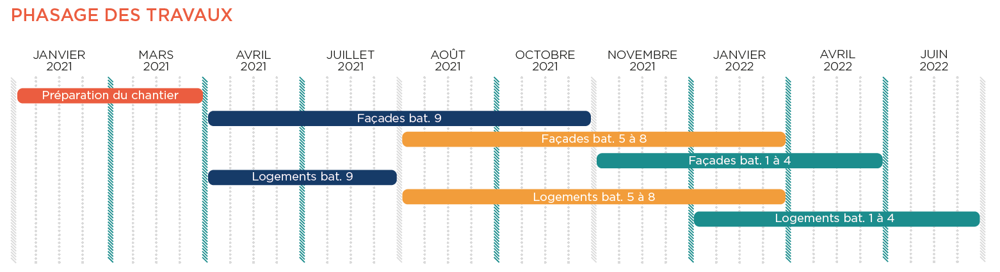 PHASAGE DES TRAVAUX
JANVIER 2021
MARS 2021
AVRIL 2021
JUILLET 2021
AOÛT 2021
OCTOBRE 2021
NOVEMBRE 2021
JANVIER 2022
AVRIL 2022
JUIN 2022
Préparation du chantier
Façades bat. 9
Façades bat. 5 à 8
Façades bat. 1 à 4
Logements bat. 9
Logements bat. 5 à 8
Logements bat. 1 à 4